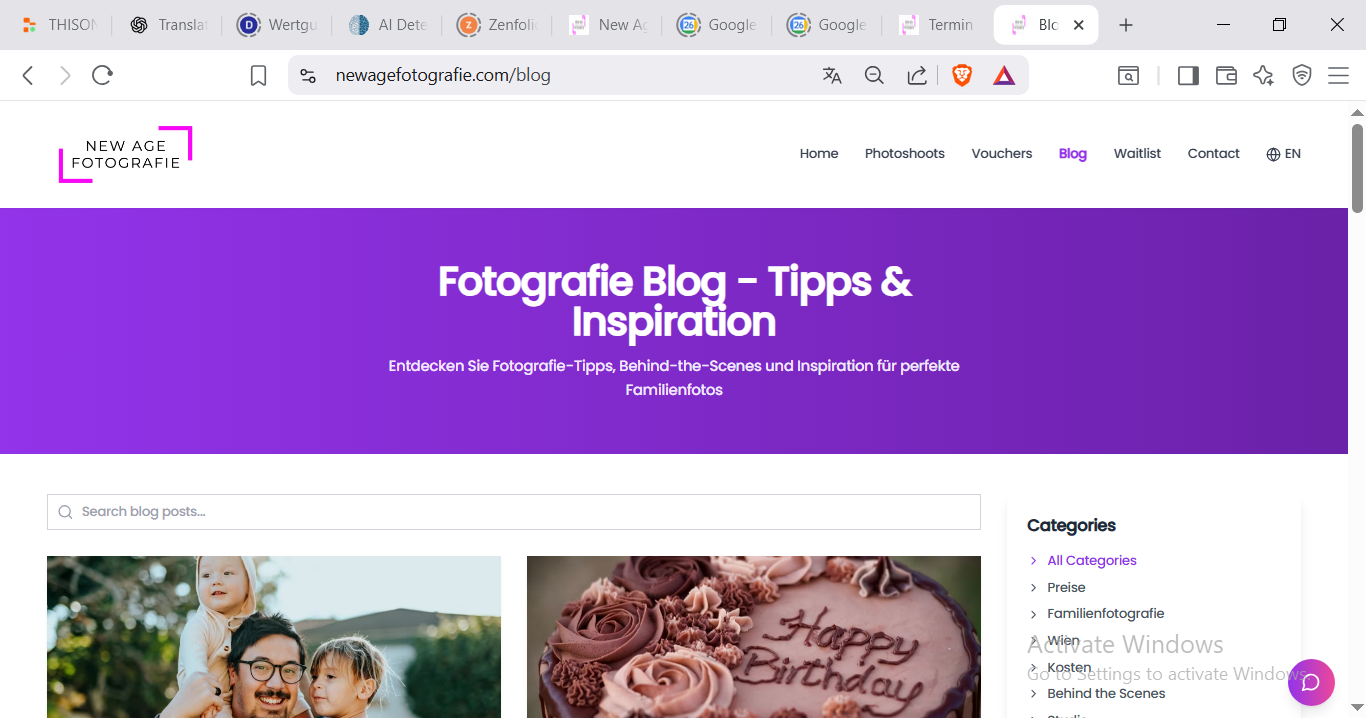 THISON
Translat
Wertgu
AI Dete
Zenfoli
New Ag
Google
Google
Termin
Blo
newagefotografie.com/blog
NEW AGE
FOTOGRAFIE
Home
Photoshoots
Vouchers
Blog
Waitlist
Contact
EN
Fotografie Blog - Tipps &
Inspiration
Entdecken Sie Fotografie-Tipps, Behind-the-Scenes und Inspiration für perfekte
Familienfotos
Search blog posts...
Happy
Birthday
Categories
All Categories
Preise
Familienfotografie
Wien
Kosten
Behind the Scenes
Activate Windows
Go to Settings to activate Windows.